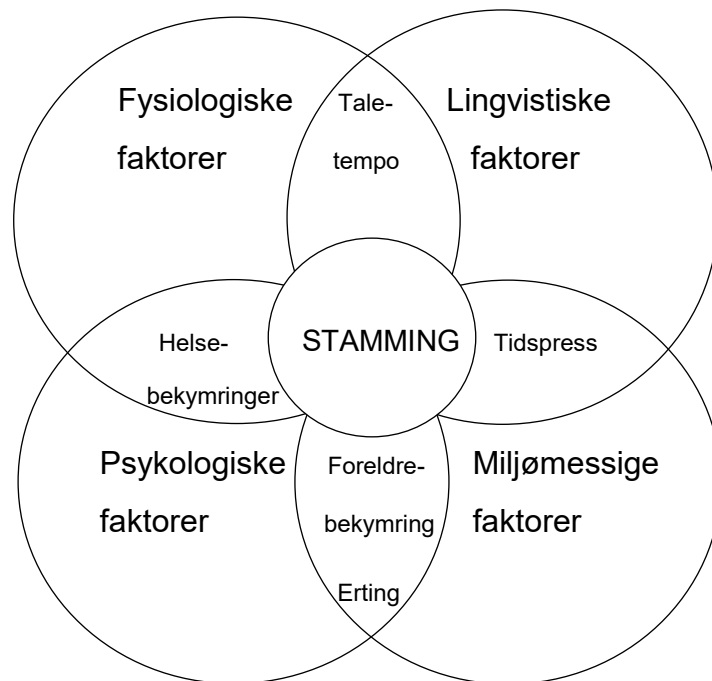 Fysiologiske
faktorer
Tale-
tempo
Lingvistiske
faktorer
Helse-
bekymringer
STAMMING
Tidspress
Psykologiske
faktorer
Foreldre-
bekymring
Erting
Miljømessige
faktorer